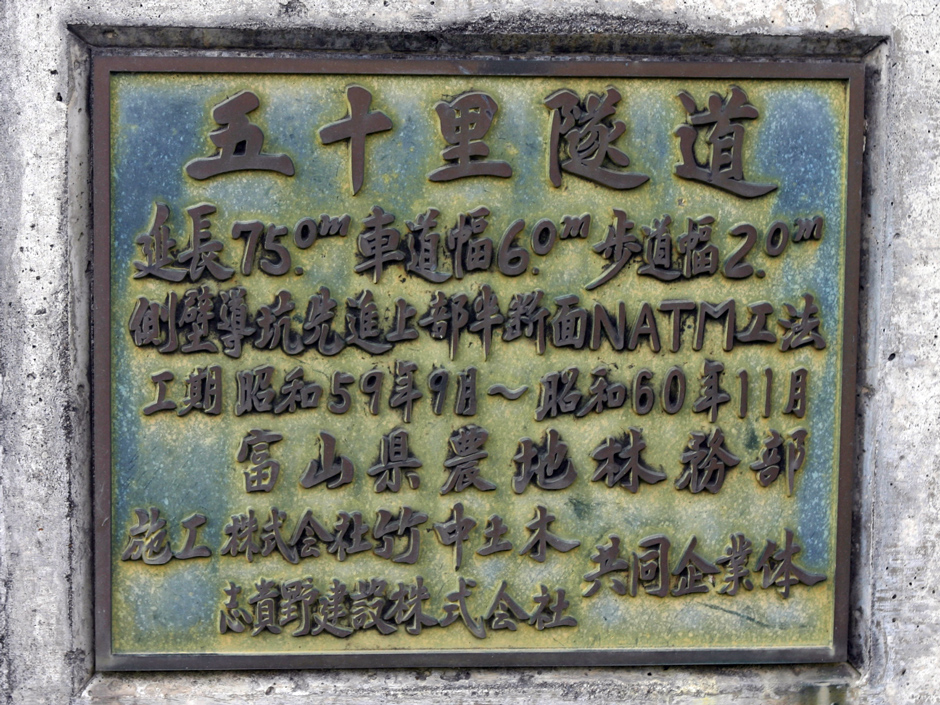 五十里隧道
延長75.0m 車道幅6.0m 歩道幅2.0m
側壁導坑先進上部半断面NATM工法
工期 昭和59年9月～昭和60年11月
富山県農地林務部
施工 株式会社竹中土木
志貴野建設株式会社
共同企業体